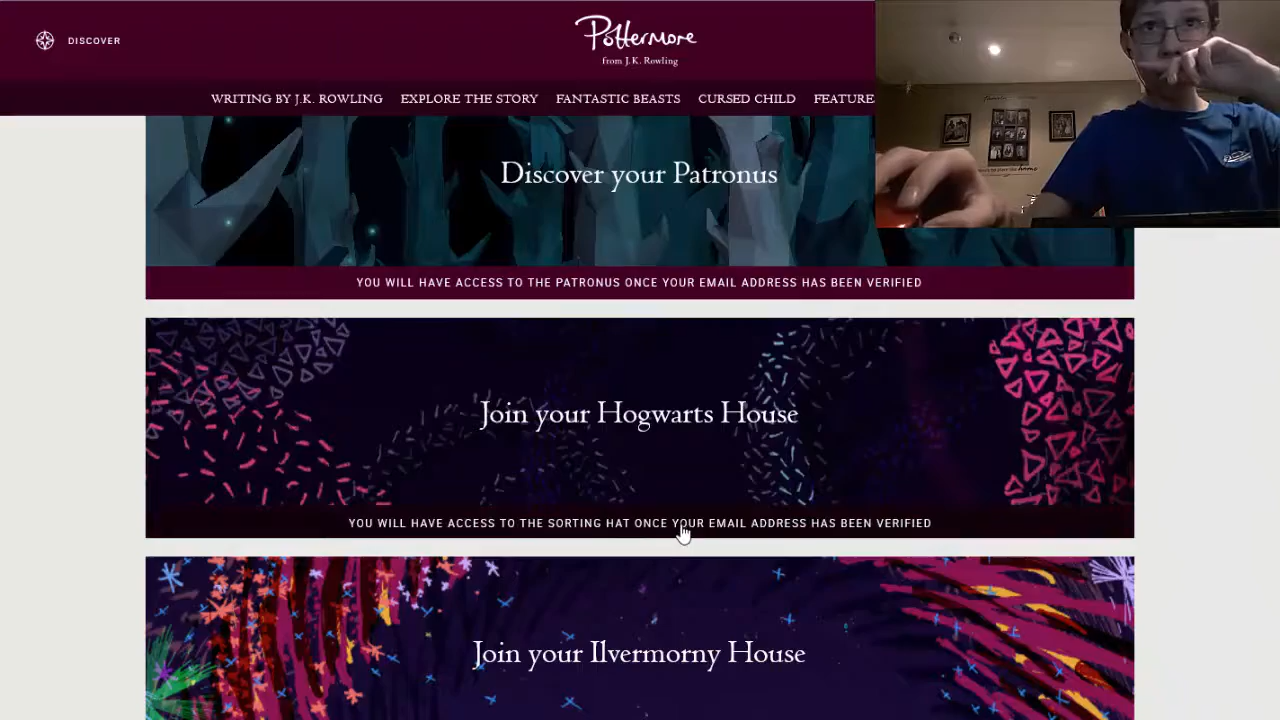 DISCOVER
Pottermore
from J.K. Rowling
WRITING BY J.K. ROWLING EXPLORE THE STORY FANTASTIC BEASTS CURSED CHILD FEATURE
Discover your Patronus
YOU WILL HAVE ACCESS TO THE PATRONUS ONCE YOUR EMAIL ADDRESS HAS BEEN VERIFIED
Join your Hogwarts House
YOU WILL HAVE ACCESS TO THE SORTING HAT ONCE YOUR EMAIL ADDRESS HAS BEEN VERIFIED
Join your Ilvermorny House